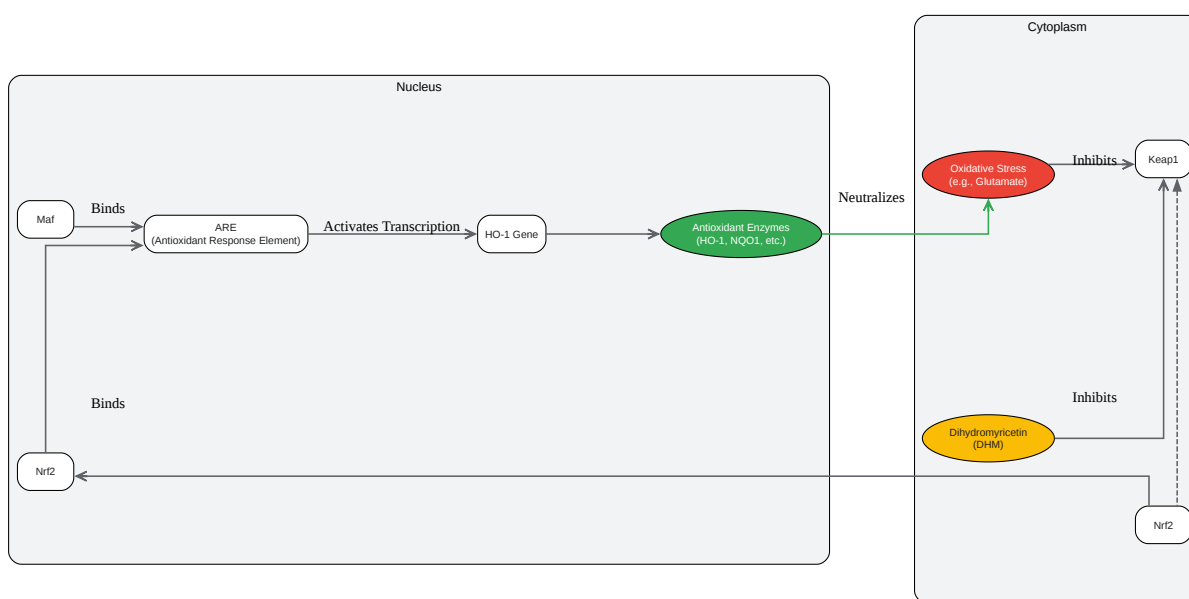 Cytoplasm
Nucleus
Oxidative Stress
(e.g., Glutamate)
Inhibits
Keap1
Neutralizes
Maf
Binds
ARE
(Antioxidant Response Element)
Activates Transcription
HO-1 Gene
Antioxidant Enzymes
(HO-1, NQO1, etc.)
Binds
Inhibits
Dihydromyricetin
(DHM)
Nrf2
Nrf2